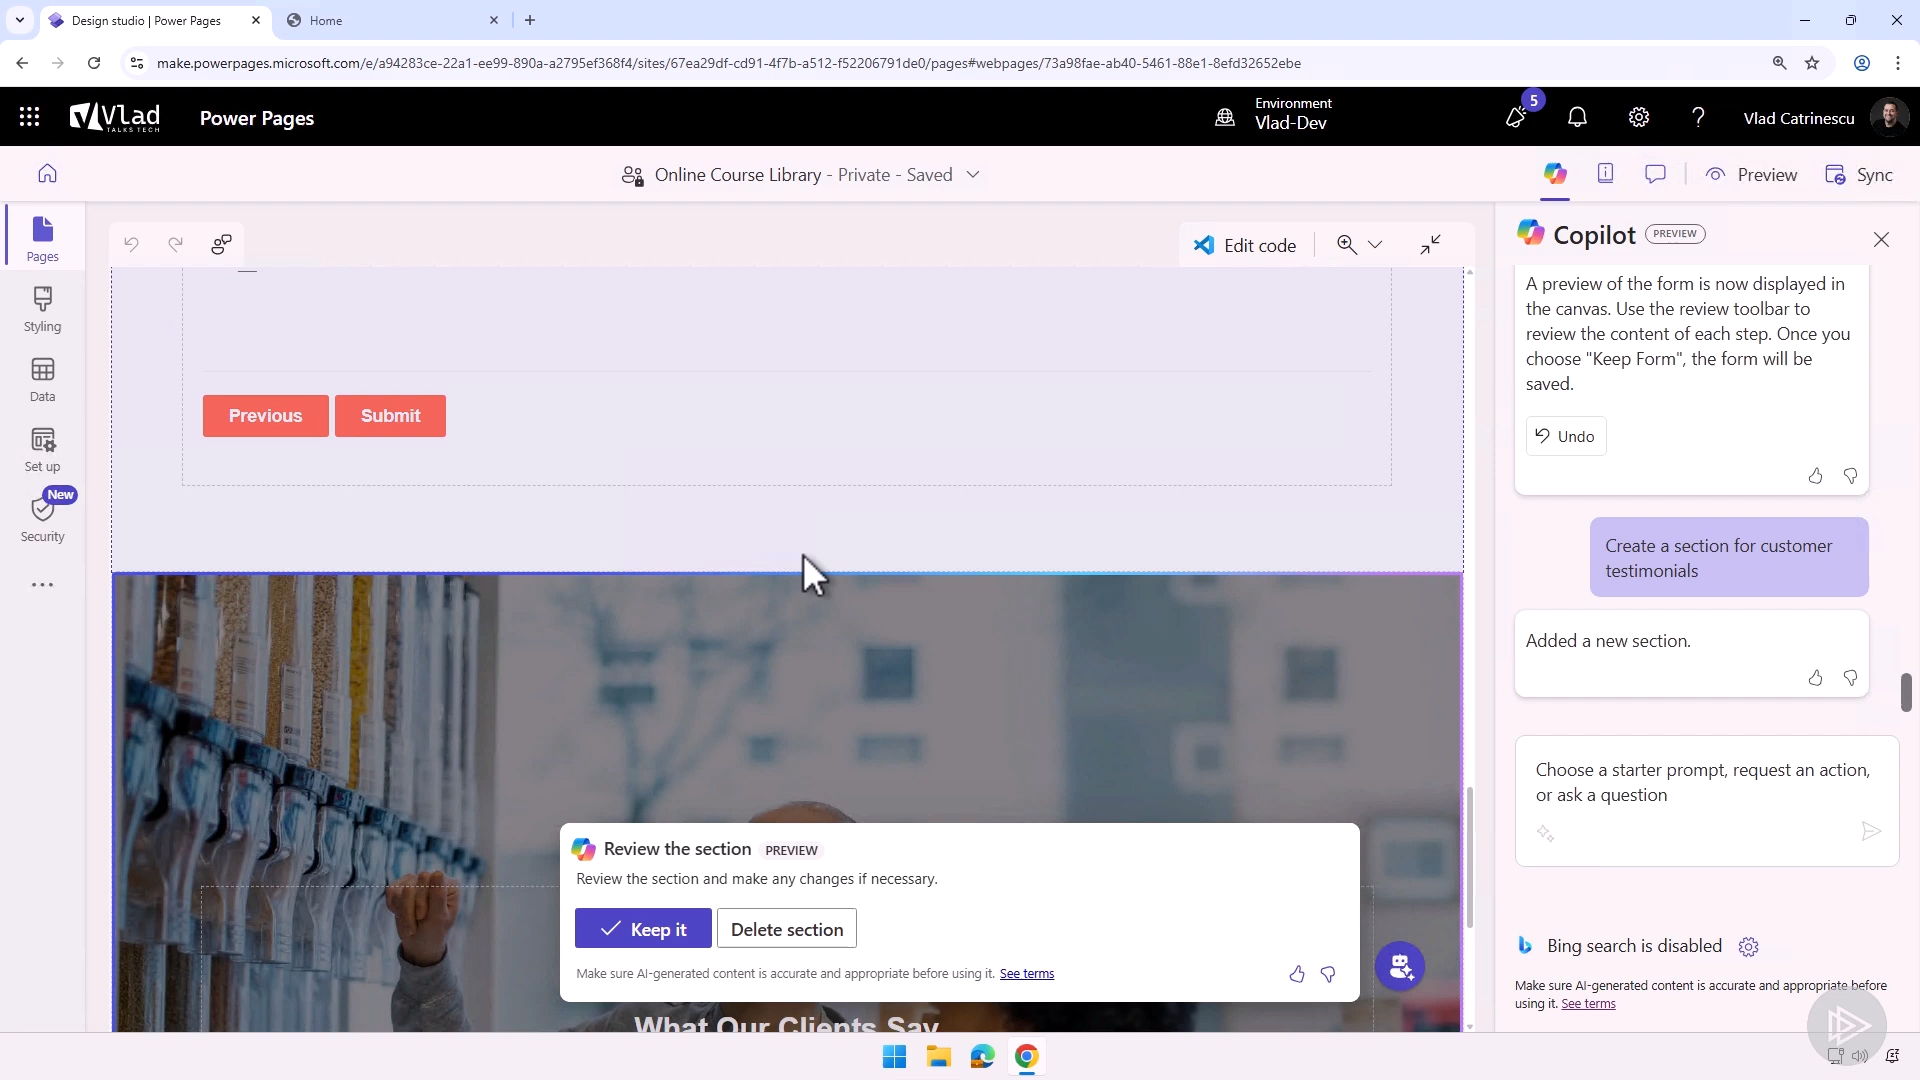 Design studio | Power Pages
Home
make.powerpages.microsoft.com/e/a94283ce-22a1-ee99-890a-a2795ef368f4/sites/67ea29df-cd91-4f7b-a512-f52206791de0/pages#webpages/73a98fae-ab40-5461-88e1-8efd32652ebe
Vlad
TALKS TECH
Power Pages
Environment
Vlad-Dev
5
Vlad Catrinescu
Online Course Library - Private - Saved
Preview
Sync
Pages
Styling
Data
Set up
New
Security
Edit code
Previous
Submit
What Our Clients Say
Review the section PREVIEW
Review the section and make any changes if necessary.
Keep it
Delete section
Make sure AI-generated content is accurate and appropriate before using it. See terms
Copilot PREVIEW
A preview of the form is now displayed in
the canvas. Use the review toolbar to
review the content of each step. Once you
choose "Keep Form", the form will be
saved.
Undo
Create a section for customer
testimonials
Added a new section.
Choose a starter prompt, request an action,
or ask a question
Bing search is disabled
Make sure AI-generated content is accurate and appropriate before
using it. See terms